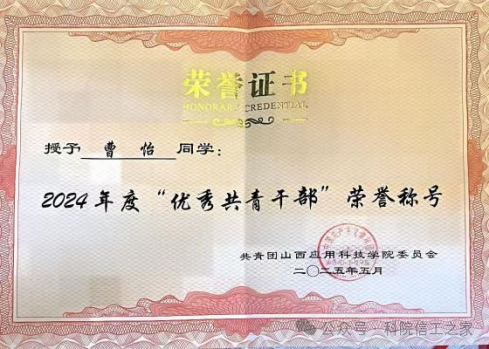 荣誉证书
HONORARY CREDENTIAL
授予 曹怡 同学：
2024年度“优秀共青干部”荣誉称号
共青团山西应用科技学院委员会
二〇二五年五月
公众号·科院信工之家